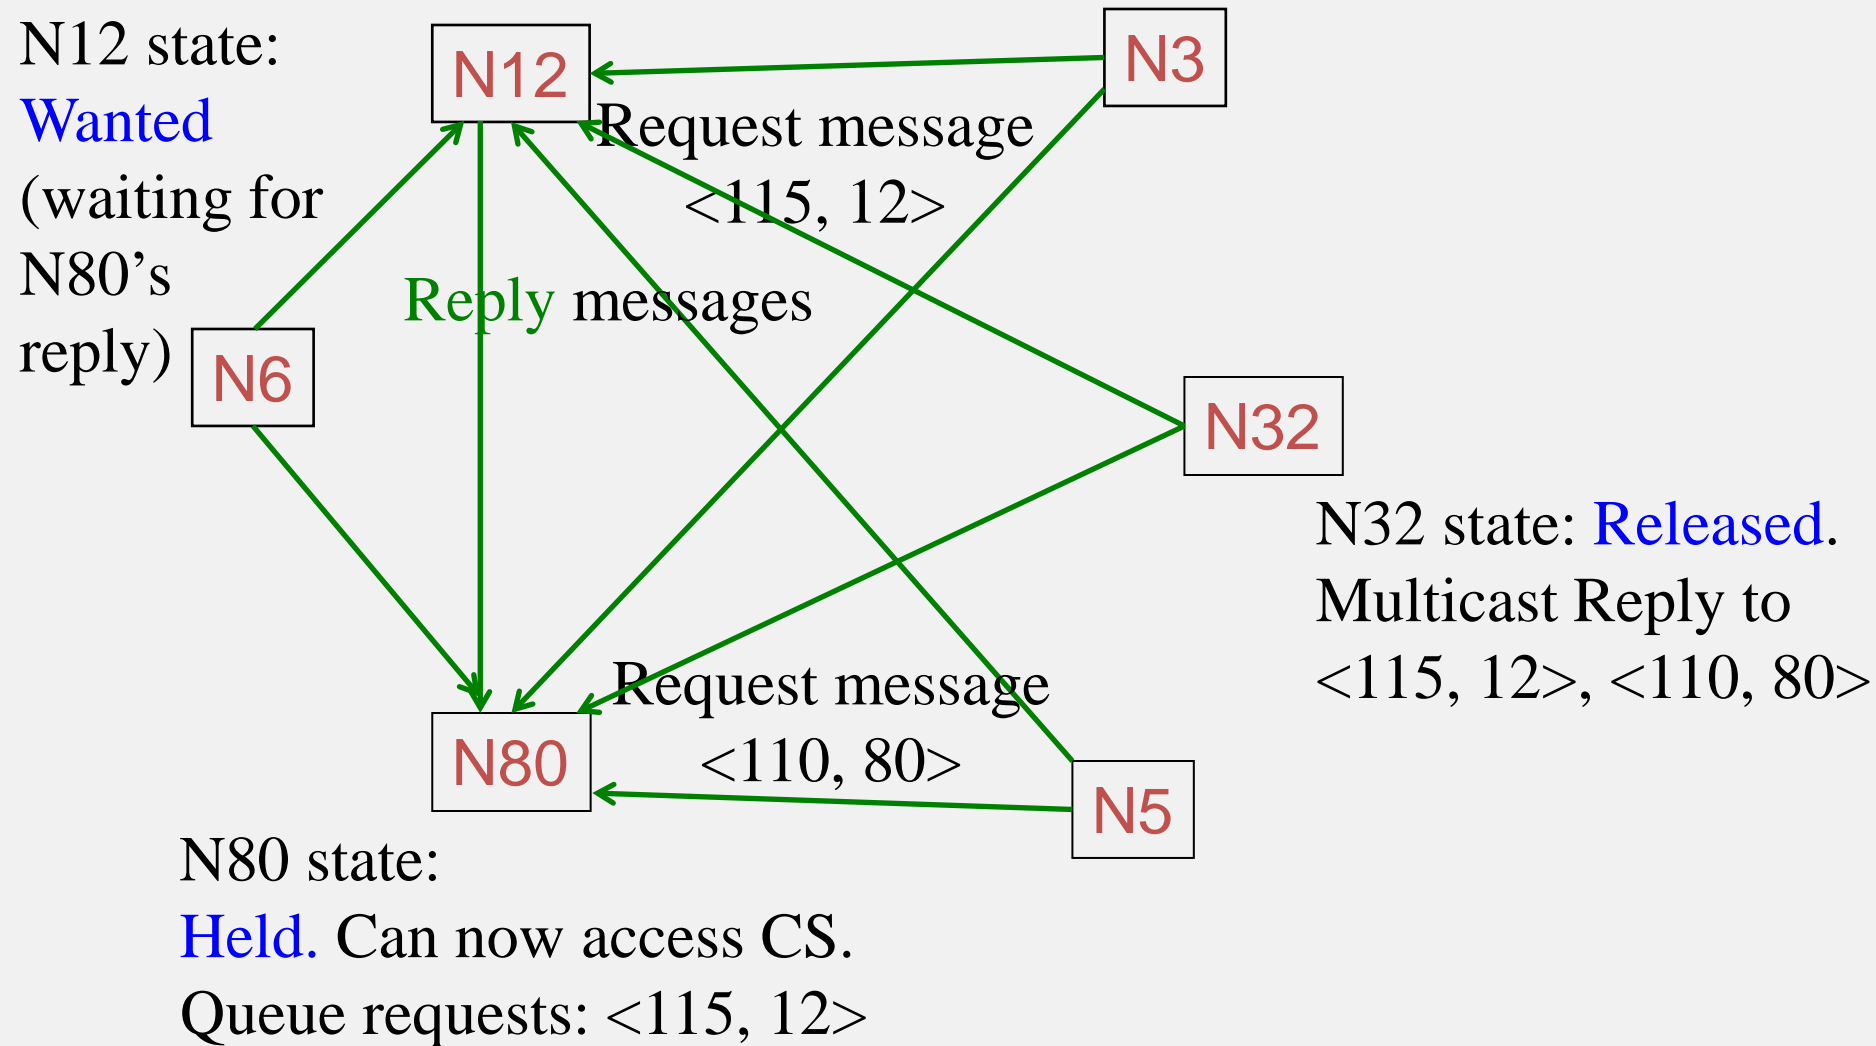 N12 state:
Wanted
(waiting for
N80’s
reply)
N12
N3
Request message
<115, 12>
Reply messages
N6
N32
N32 state: Released.
Multicast Reply to
<115, 12>, <110, 80>
Request message
<110, 80>
N80
N5
N80 state:
Held. Can now access CS.
Queue requests: <115, 12>